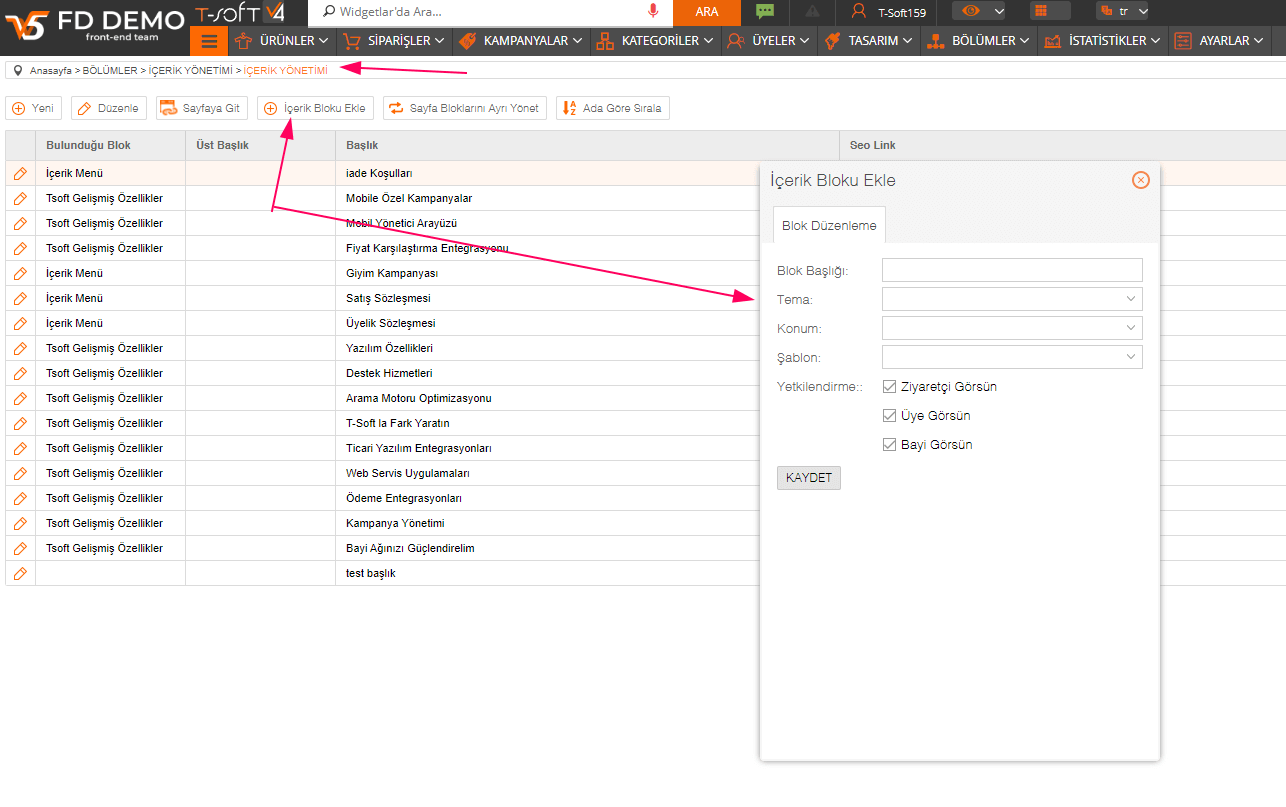 FD DEMO
front-end team
T-SOFT V4
Widgetlar'da Ara...
ARA
T-Soft159
tr
ÜRÜNLER
SİPARİŞLER
KAMPANYALAR
KATEGORİLER
ÜYELER
TASARIM
BÖLÜMLER
İSTATİSTİKLER
AYARLAR
Anasayfa > BÖLÜMLER > İÇERİK YÖNETİMİ > İÇERİK YÖNETİMİ
Yeni
Düzenle
Sayfaya Git
İçerik Bloku Ekle
Sayfa Bloklarını Ayrı Yönet
Ada Göre Sırala
Bulunduğu Blok Üst Başlık Başlık Seo Link
İçerik Menü iade Koşulları
Tsoft Gelişmiş Özellikler Mobile Özel Kampanyalar
Tsoft Gelişmiş Özellikler Mobil Yönetici Arayüzü
Tsoft Gelişmiş Özellikler Fiyat Karşılaştırma Entegrasyonu
İçerik Menü Giyim Kampanyası
İçerik Menü Satış Sözleşmesi
İçerik Menü Üyelik Sözleşmesi
Tsoft Gelişmiş Özellikler Yazılım Özellikleri
Tsoft Gelişmiş Özellikler Destek Hizmetleri
Tsoft Gelişmiş Özellikler Arama Motoru Optimizasyonu
Tsoft Gelişmiş Özellikler T-Soft la Fark Yaratın
Tsoft Gelişmiş Özellikler Ticari Yazılım Entegrasyonları
Tsoft Gelişmiş Özellikler Web Servis Uygulamaları
Tsoft Gelişmiş Özellikler Ödeme Entegrasyonları
Tsoft Gelişmiş Özellikler Kampanya Yönetimi
Tsoft Gelişmiş Özellikler Bayi Ağınızı Güçlendirelim
test başlık
İçerik Bloku Ekle
Blok Düzenleme
Blok Başlığı:
Tema:
Konum:
Şablon:
Yetkilendirme:: Ziyaretçi Görsün
Üye Görsün
Bayi Görsün
KAYDET